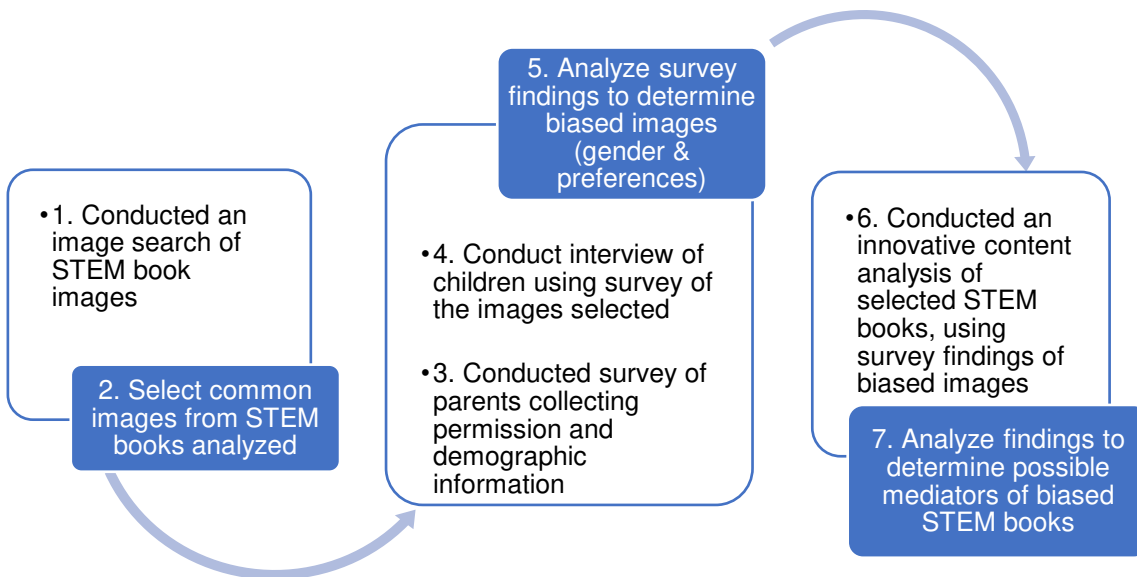 •1. Conducted an
image search of
STEM book
images
2. Select common
images from STEM
books analyzed
5. Analyze survey
findings to determine
biased images
(gender &
preferences)
•4. Conduct interview of
children using survey of
the images selected
•3. Conducted survey of
parents collecting
permission and
demographic
information
•6. Conducted an
innovative content
analysis of
selected STEM
books, using
survey findings of
biased images
7. Analyze findings to
determine possible
mediators of biased
STEM books